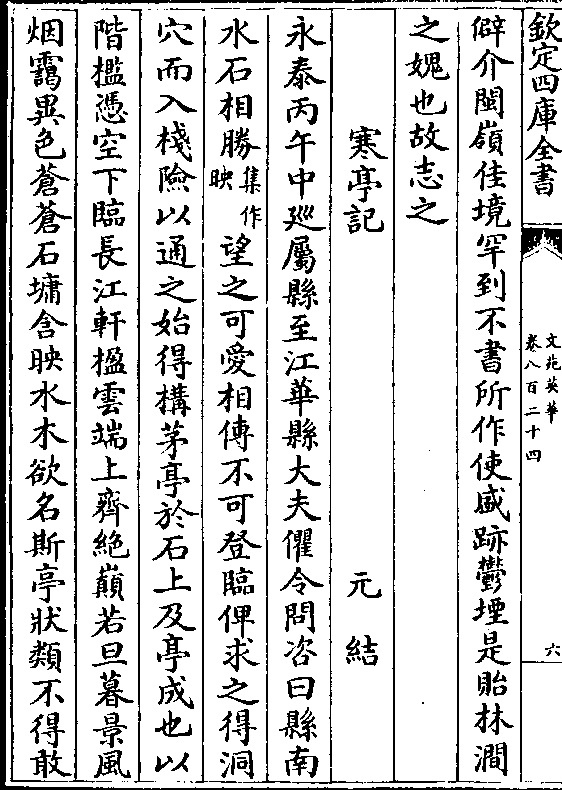 欽定四庫全書
文苑英華
卷八百二十四
六
僻介閩嶺佳境罕到不書所作使盛跡鬱堙是貽林澗
之媿也故志之
寒亭記
元結
永泰丙午中廵屬縣至江華縣大夫瞿令問咨曰縣南
水石相勝集作映望之可愛相傳不可登臨俾求之得洞
穴而入棧險以通之始得構茅亭於石上及亭成也以
階檻憑空下臨長江軒楹雲端上齊絶巔若旦暮景風
烟靄異色蒼蒼石墉含映水木欲名斯亭狀類不得敢